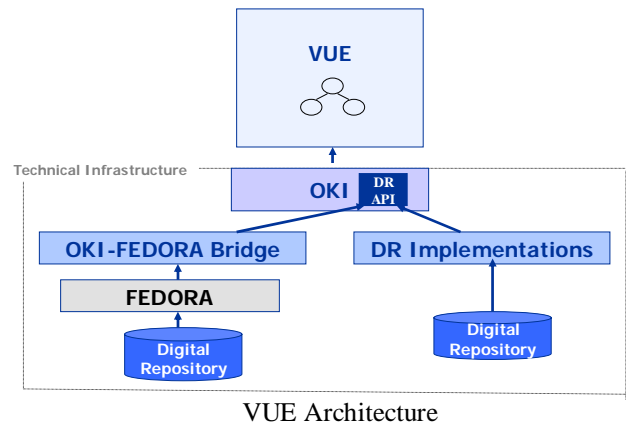 VUE
Technical Infrastructure
OKI
DR
API
OKI-FEDORA Bridge
DR Implementations
FEDORA
Digital
Repository
Digital
Repository
VUE Architecture